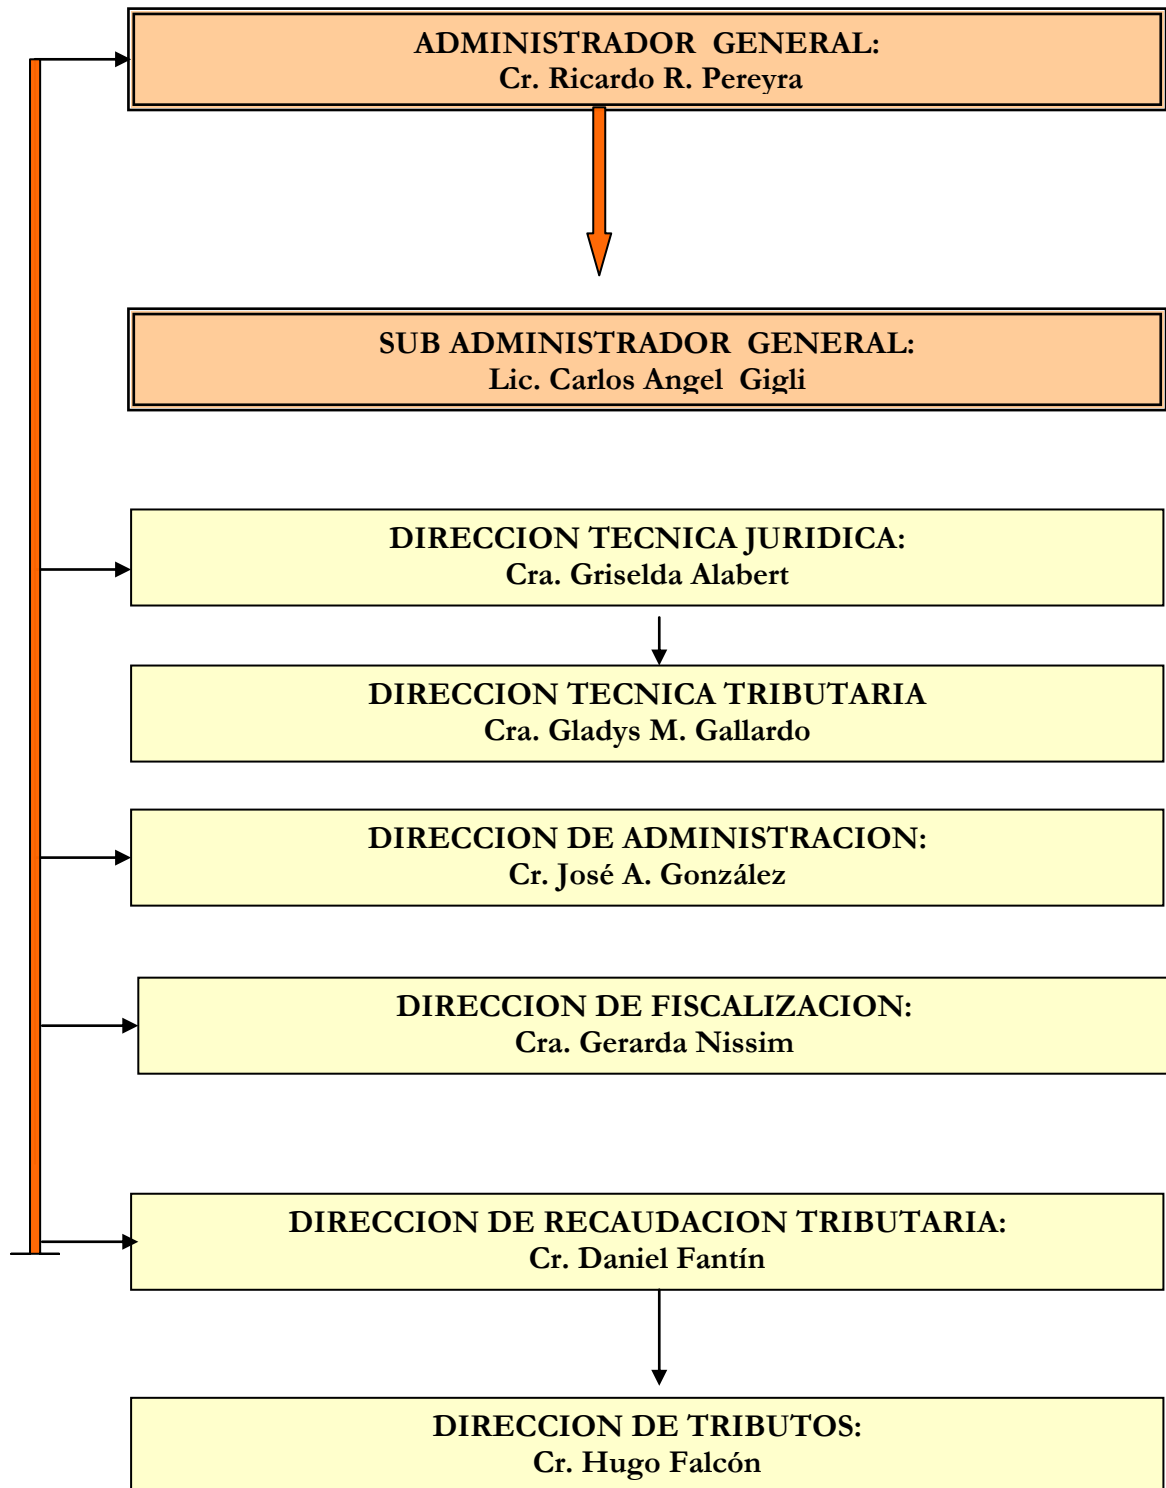 ADMINISTRADOR GENERAL:
Cr. Ricardo R. Pereyra
SUB ADMINISTRADOR GENERAL:
Lic. Carlos Angel Gigli
DIRECCION TECNICA JURIDICA:
Cra. Griselda Alabert
DIRECCION TECNICA TRIBUTARIA
Cra. Gladys M. Gallardo
DIRECCION DE ADMINISTRACION:
Cr. José A. González
DIRECCION DE FISCALIZACION:
Cra. Gerarda Nissim
DIRECCION DE RECAUDACION TRIBUTARIA:
Cr. Daniel Fantín
DIRECCION DE TRIBUTOS:
Cr. Hugo Falcón